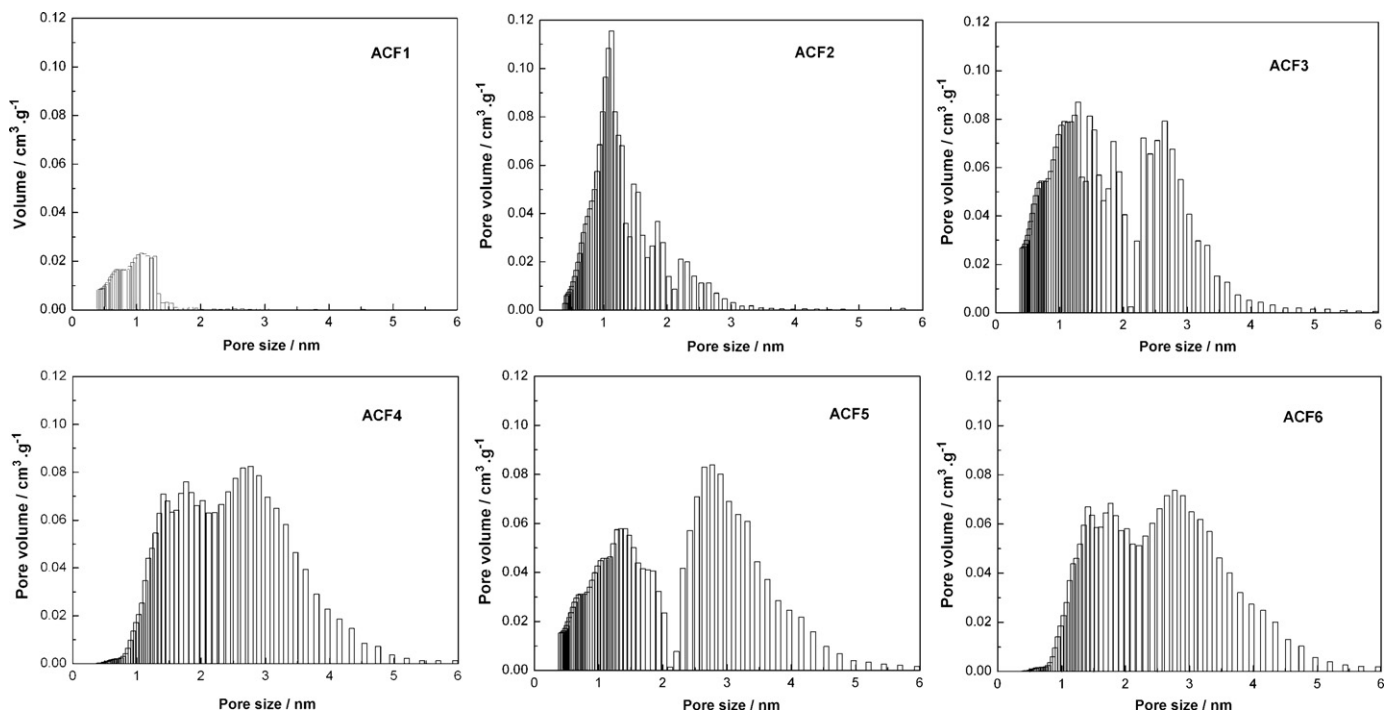 0.12
0.10
0.08
0.06
0.04
0.02
0.00
Volume / cm³.g⁻¹
ACF1
0 1 2 3 4 5 6
Pore size / nm
0.12
0.10
0.08
0.06
0.04
0.02
0.00
Pore volume / cm³.g⁻¹
ACF2
0 1 2 3 4 5 6
Pore size / nm
0.12
0.10
0.08
0.06
0.04
0.02
0.00
Pore volume / cm³.g⁻¹
ACF3
0 1 2 3 4 5 6
Pore size / nm
0.12
0.10
0.08
0.06
0.04
0.02
0.00
Pore volume / cm³.g⁻¹
ACF4
0 1 2 3 4 5 6
Pore size / nm
0.12
0.10
0.08
0.06
0.04
0.02
0.00
Pore volume / cm³.g⁻¹
ACF5
0 1 2 3 4 5 6
Pore size / nm
0.12
0.10
0.08
0.06
0.04
0.02
0.00
Pore volume / cm³.g⁻¹
ACF6
0 1 2 3 4 5 6
Pore size / nm